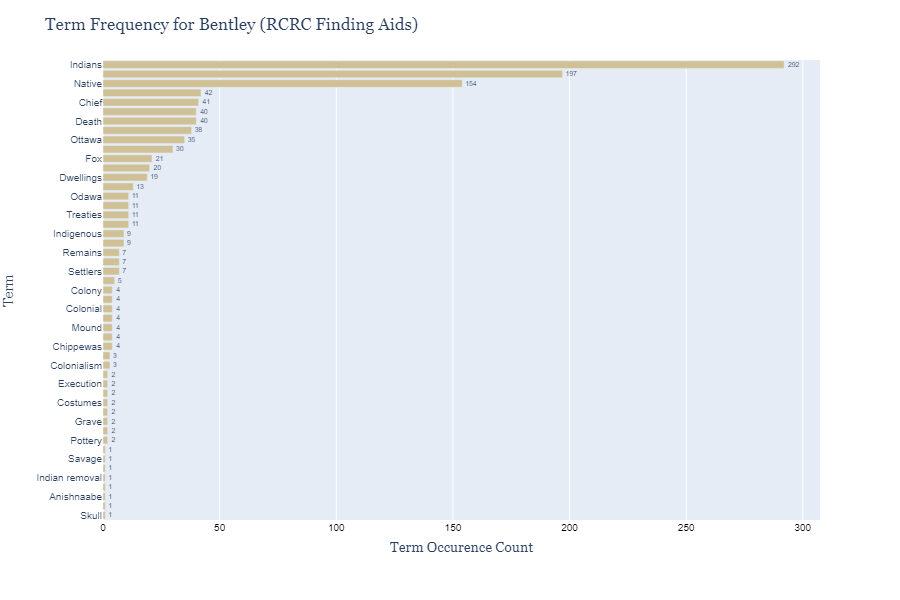 Term Frequency for Bentley (RCRC Finding Aids)
Indians 292
197
Native 154
42
Chief 41
40
Death 40
38
Ottawa 35
30
Fox 21
20
Dwellings 19
13
Odawa 11
11
Treaties 11
11
Indigenous 9
9
Remains 7
7
Settlers 7
5
Colony 4
4
Colonial 4
4
Mound 4
4
Chippewas 4
3
Colonialism 3
2
Execution 2
2
Costumes 2
2
Grave 2
2
Pottery 2
1
Savage 1
1
Indian removal 1
1
Anishnaabe 1
1
Skull 1
0 50 100 150 200 250 300
Term Occurence Count
Term